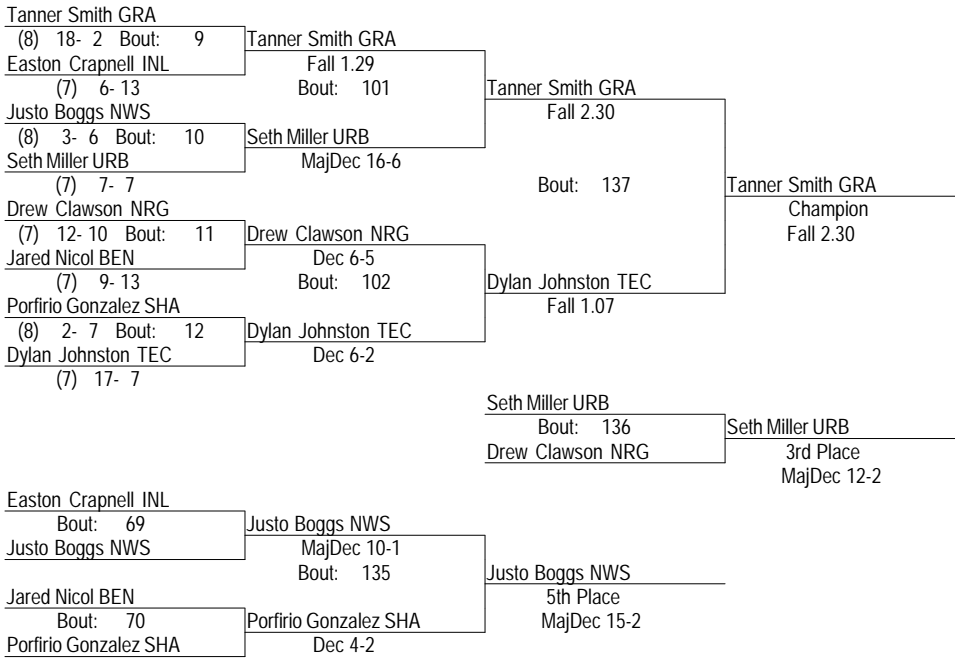 Tanner Smith GRA
(8) 18- 2 Bout: 9
Tanner Smith GRA
Easton Crapnell INL
Fall 1.29
(7) 6- 13
Bout: 101
Tanner Smith GRA
Justo Boggs NWS
Fall 2.30
(8) 3- 6 Bout: 10
Seth Miller URB
Seth Miller URB
MajDec 16-6
(7) 7- 7
Bout: 137
Tanner Smith GRA
Drew Clawson NRG
Champion
(7) 12- 10 Bout: 11
Drew Clawson NRG
Fall 2.30
Jared Nicol BEN
Dec 6-5
(7) 9- 13
Bout: 102
Dylan Johnston TEC
Porfirio Gonzalez SHA
Fall 1.07
(8) 2- 7 Bout: 12
Dylan Johnston TEC
Dylan Johnston TEC
Dec 6-2
(7) 17- 7
Seth Miller URB
Bout: 136
Seth Miller URB
Drew Clawson NRG
3rd Place
MajDec 12-2
Easton Crapnell INL
Bout: 69
Justo Boggs NWS
Justo Boggs NWS
MajDec 10-1
Bout: 135
Justo Boggs NWS
Jared Nicol BEN
5th Place
Bout: 70
Porfirio Gonzalez SHA
MajDec 15-2
Porfirio Gonzalez SHA
Dec 4-2